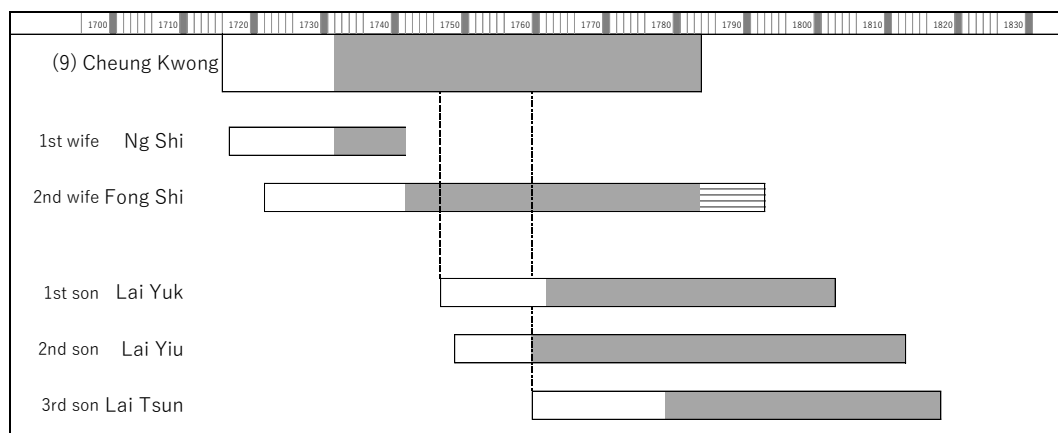 1700 1710 1720 1730 1740 1750 1760 1770 1780 1790 1800 1810 1820 1830
(9) Cheung Kwong
1st wife Ng Shi
2nd wife Fong Shi
1st son Lai Yuk
2nd son Lai Yiu
3rd son Lai Tsun